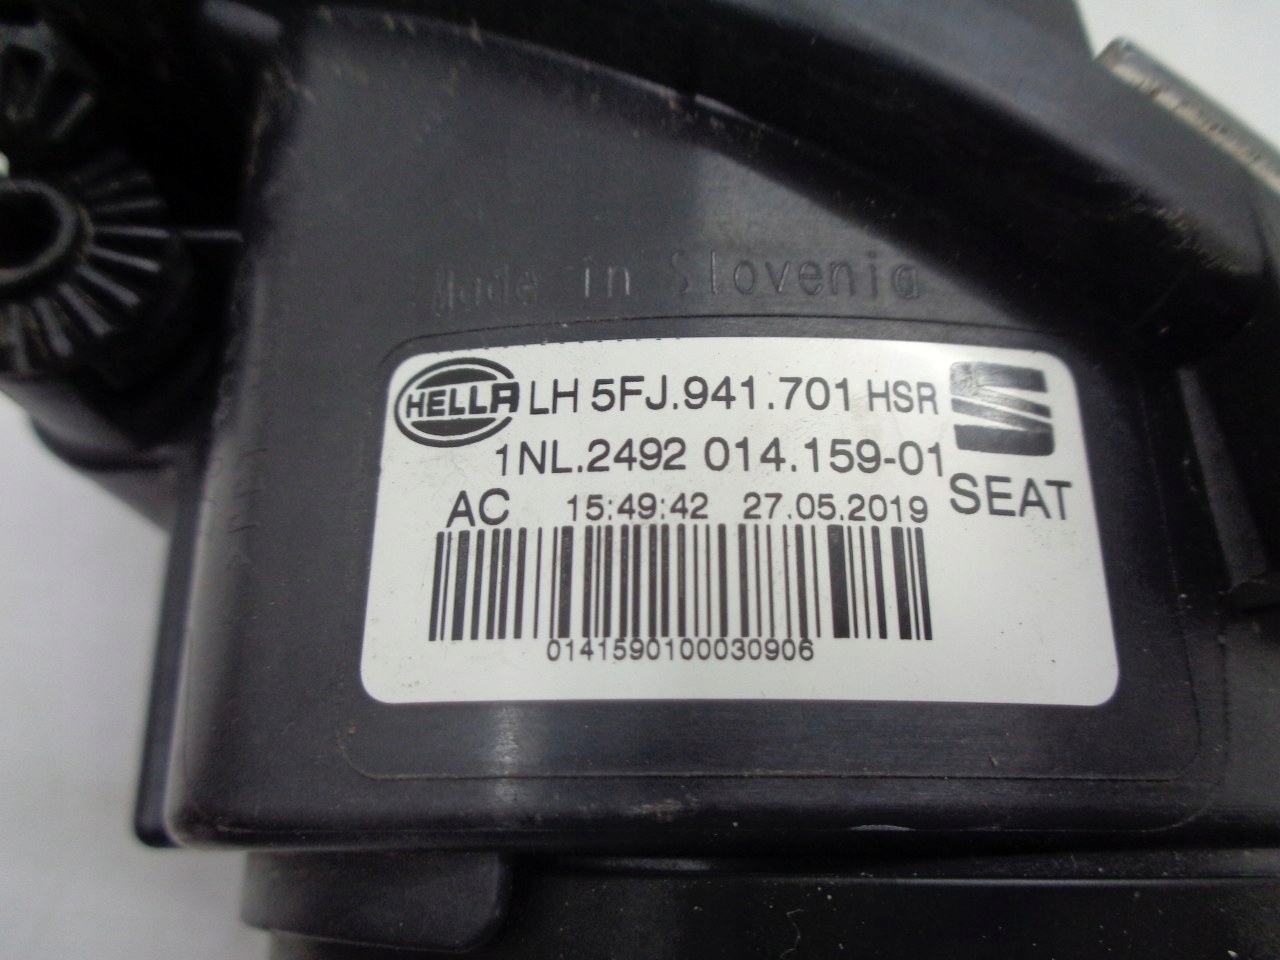 Made in Slovenia
HELLA LH 5FJ.941.701 HSR
1NL.2492 014.159-01
SEAT
AC 15:49:42 27.05.2019
0141590100030906